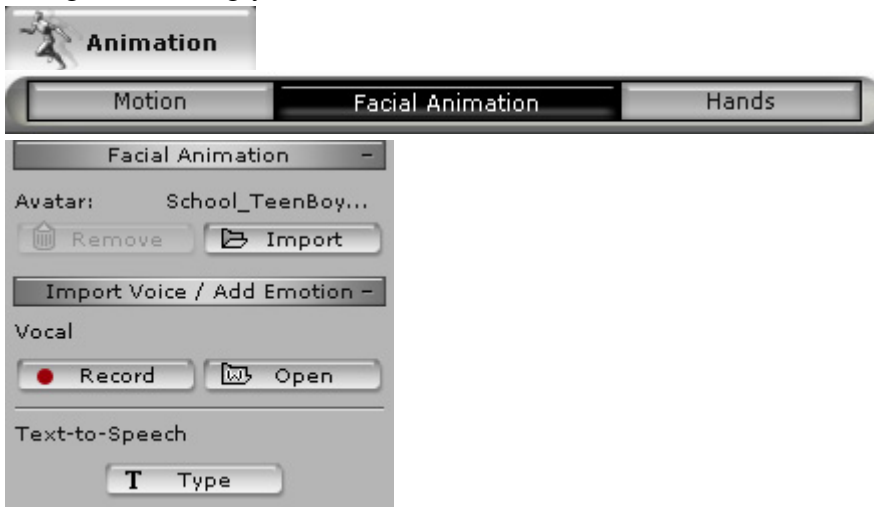 Animation
Motion Facial Animation Hands
Facial Animation -
Avatar: School_TeenBoy...
Remove Import
Import Voice / Add Emotion -
Vocal
Record Open
Text-to-Speech
T Type